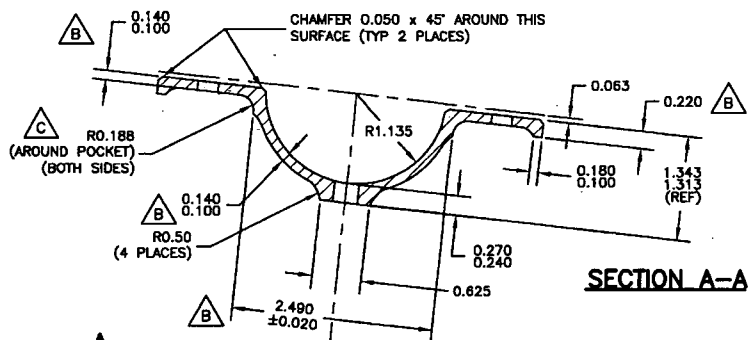 0.140
0.100
B
CHAMFER 0.050 x 45° AROUND THIS
SURFACE (TYP 2 PLACES)
0.063
0.220
B
C
R0.188
(AROUND POCKET)
(BOTH SIDES)
R1.135
0.180
0.100
1.343
1.313
(REF)
B
0.140
0.100
R0.50
(4 PLACES)
0.270
0.240
0.625
SECTION A-A
B
2.490
±0.020